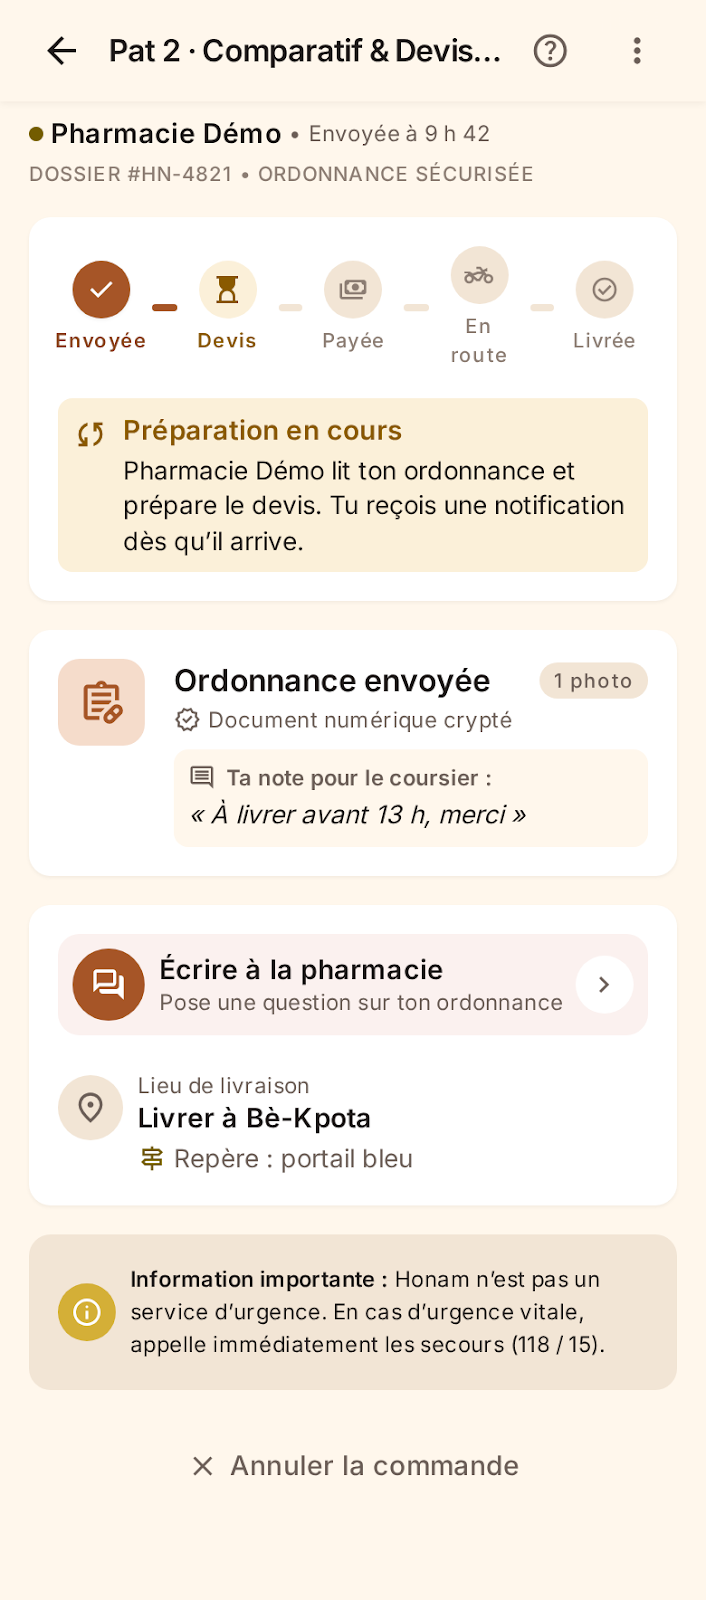 Pat 2 · Comparatif & Devis...
Pharmacie Démo • Envoyée à 9 h 42
DOSSIER #HN-4821 • ORDONNANCE SÉCURISÉE
Envoyée
Devis
Payée
En
route
Livrée
Préparation en cours
Pharmacie Démo lit ton ordonnance et
prépare le devis. Tu reçois une notification
dès qu’il arrive.
Ordonnance envoyée
1 photo
Document numérique crypté
Ta note pour le coursier :
« À livrer avant 13 h, merci »
Écrire à la pharmacie
Pose une question sur ton ordonnance
Lieu de livraison
Livrer à Bè-Kpota
Repère : portail bleu
Information importante : Honam n’est pas un
service d’urgence. En cas d’urgence vitale,
appelle immédiatement les secours (118 / 15).
Annuler la commande